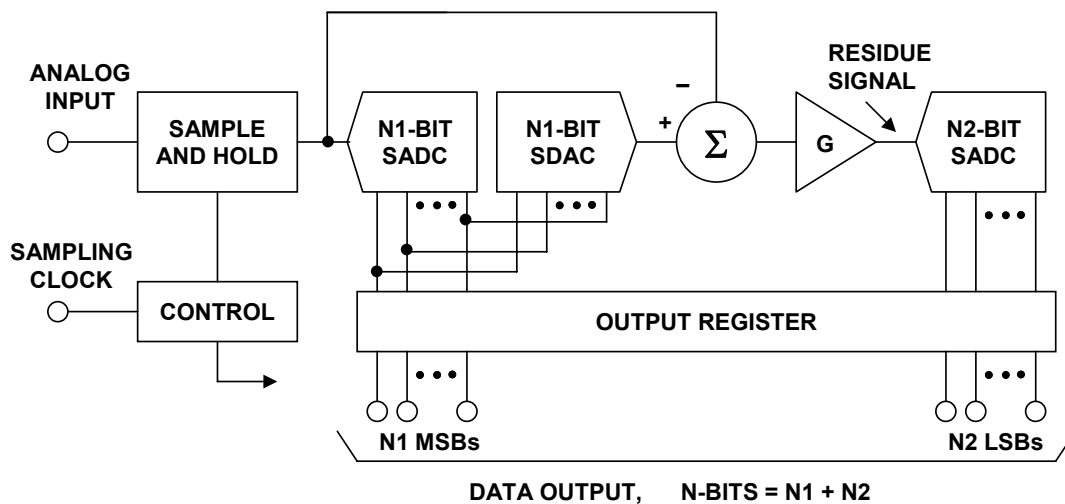 ANALOG
INPUT
SAMPLE
AND HOLD
N1-BIT
SADC
N1-BIT
SDAC
+
–
Σ
G
RESIDUE
SIGNAL
N2-BIT
SADC
SAMPLING
CLOCK
CONTROL
OUTPUT REGISTER
N1 MSBs
N2 LSBs
DATA OUTPUT, N-BITS = N1 + N2